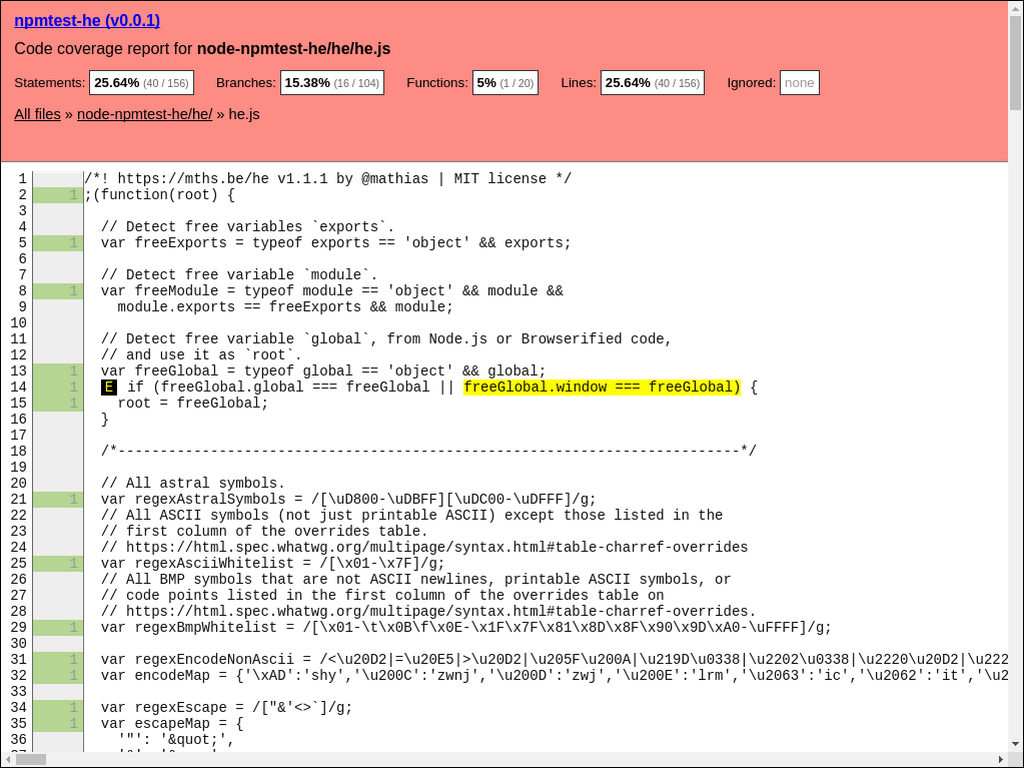 npmtest-he (v0.0.1)
Code coverage report for node-npmtest-he/he/he.js
Statements: 25.64% (40 / 156) Branches: 15.38% (16 / 104) Functions: 5% (1 / 20) Lines: 25.64% (40 / 156) Ignored: none
All files » node-npmtest-he/he/ » he.js
1 /*! https://mths.be/he v1.1.1 by @mathias | MIT license */
2 1 ;(function(root) {
3
4 // Detect free variables `exports`.
5 1 var freeExports = typeof exports == 'object' && exports;
6
7 // Detect free variable `module`.
8 1 var freeModule = typeof module == 'object' && module &&
9 module.exports == freeExports && module;
10
11 // Detect free variable `global`, from Node.js or Browserified code,
12 // and use it as `root`.
13 1 var freeGlobal = typeof global == 'object' && global;
14 1 E if (freeGlobal.global === freeGlobal || freeGlobal.window === freeGlobal) {
15 1 root = freeGlobal;
16 }
17
18 /*--------------------------------------------------------------------------*/
19
20 // All astral symbols.
21 1 var regexAstralSymbols = /[\uD800-\uDBFF][\uDC00-\uDFFF]/g;
22 // All ASCII symbols (not just printable ASCII) except those listed in the
23 // first column of the overrides table.
24 // https://html.spec.whatwg.org/multipage/syntax.html#table-charref-overrides
25 1 var regexAsciiWhitelist = /[\x01-\x7F]/g;
26 // All BMP symbols that are not ASCII newlines, printable ASCII symbols, or
27 // code points listed in the first column of the overrides table on
28 // https://html.spec.whatwg.org/multipage/syntax.html#table-charref-overrides.
29 1 var regexBmpWhitelist = /[\x01-\t\x0B\f\x0E-\x1F\x7F\x81\x8D\x8F\x90\x9D\xA0-\uFFFF]/g;
30
31 1 var regexEncodeNonAscii = /<\u20D2|=\u20E5|>\u20D2|\u205F\u200A|\u219D\u0338|\u2202\u0338|\u2220\u20D2|\u222
32 1 var encodeMap = {'\xAD':'shy','\u200C':'zwnj','\u200D':'zwj','\u200E':'lrm','\u2063':'ic','\u2062':'it','\u2
33
34 1 var regexEscape = /["&'<>`]/g;
35 1 var escapeMap = {
36 '"': '&quot;',